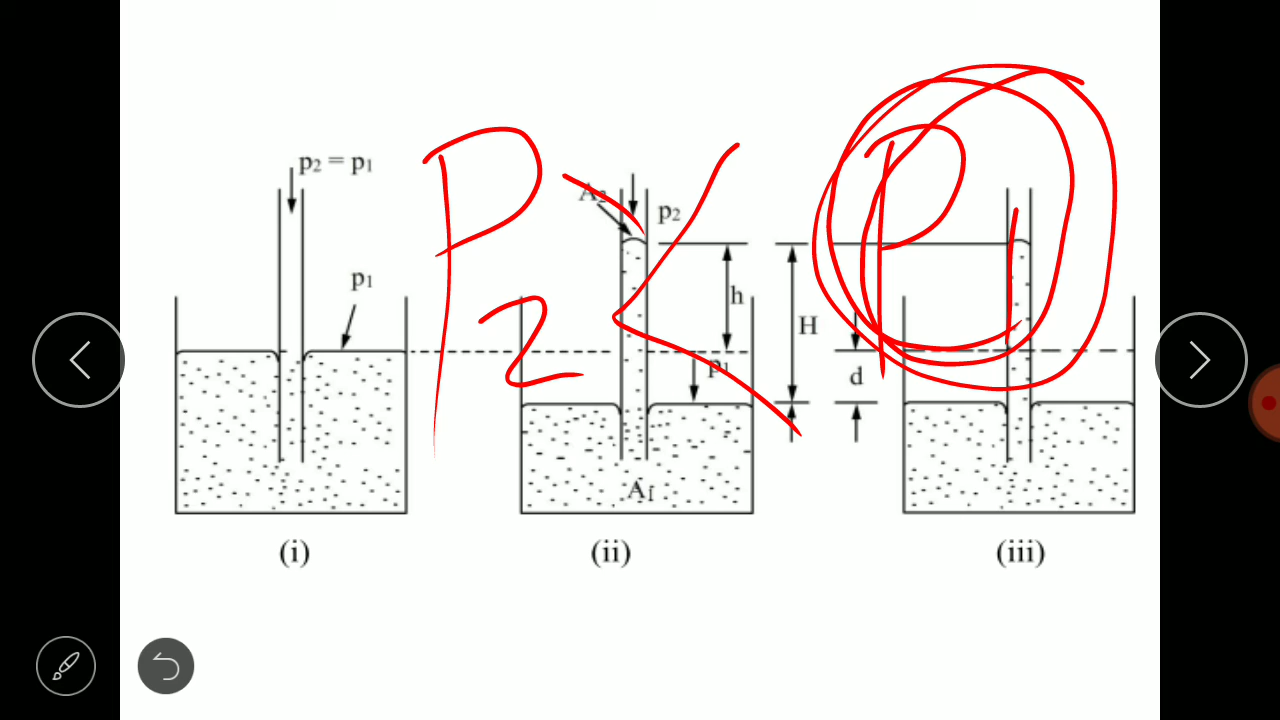 p₂ = p₁
p₁
A₂
p₂
h
p₁
A₁
H
d
P₂ < P₁
(i)
(ii)
(iii)